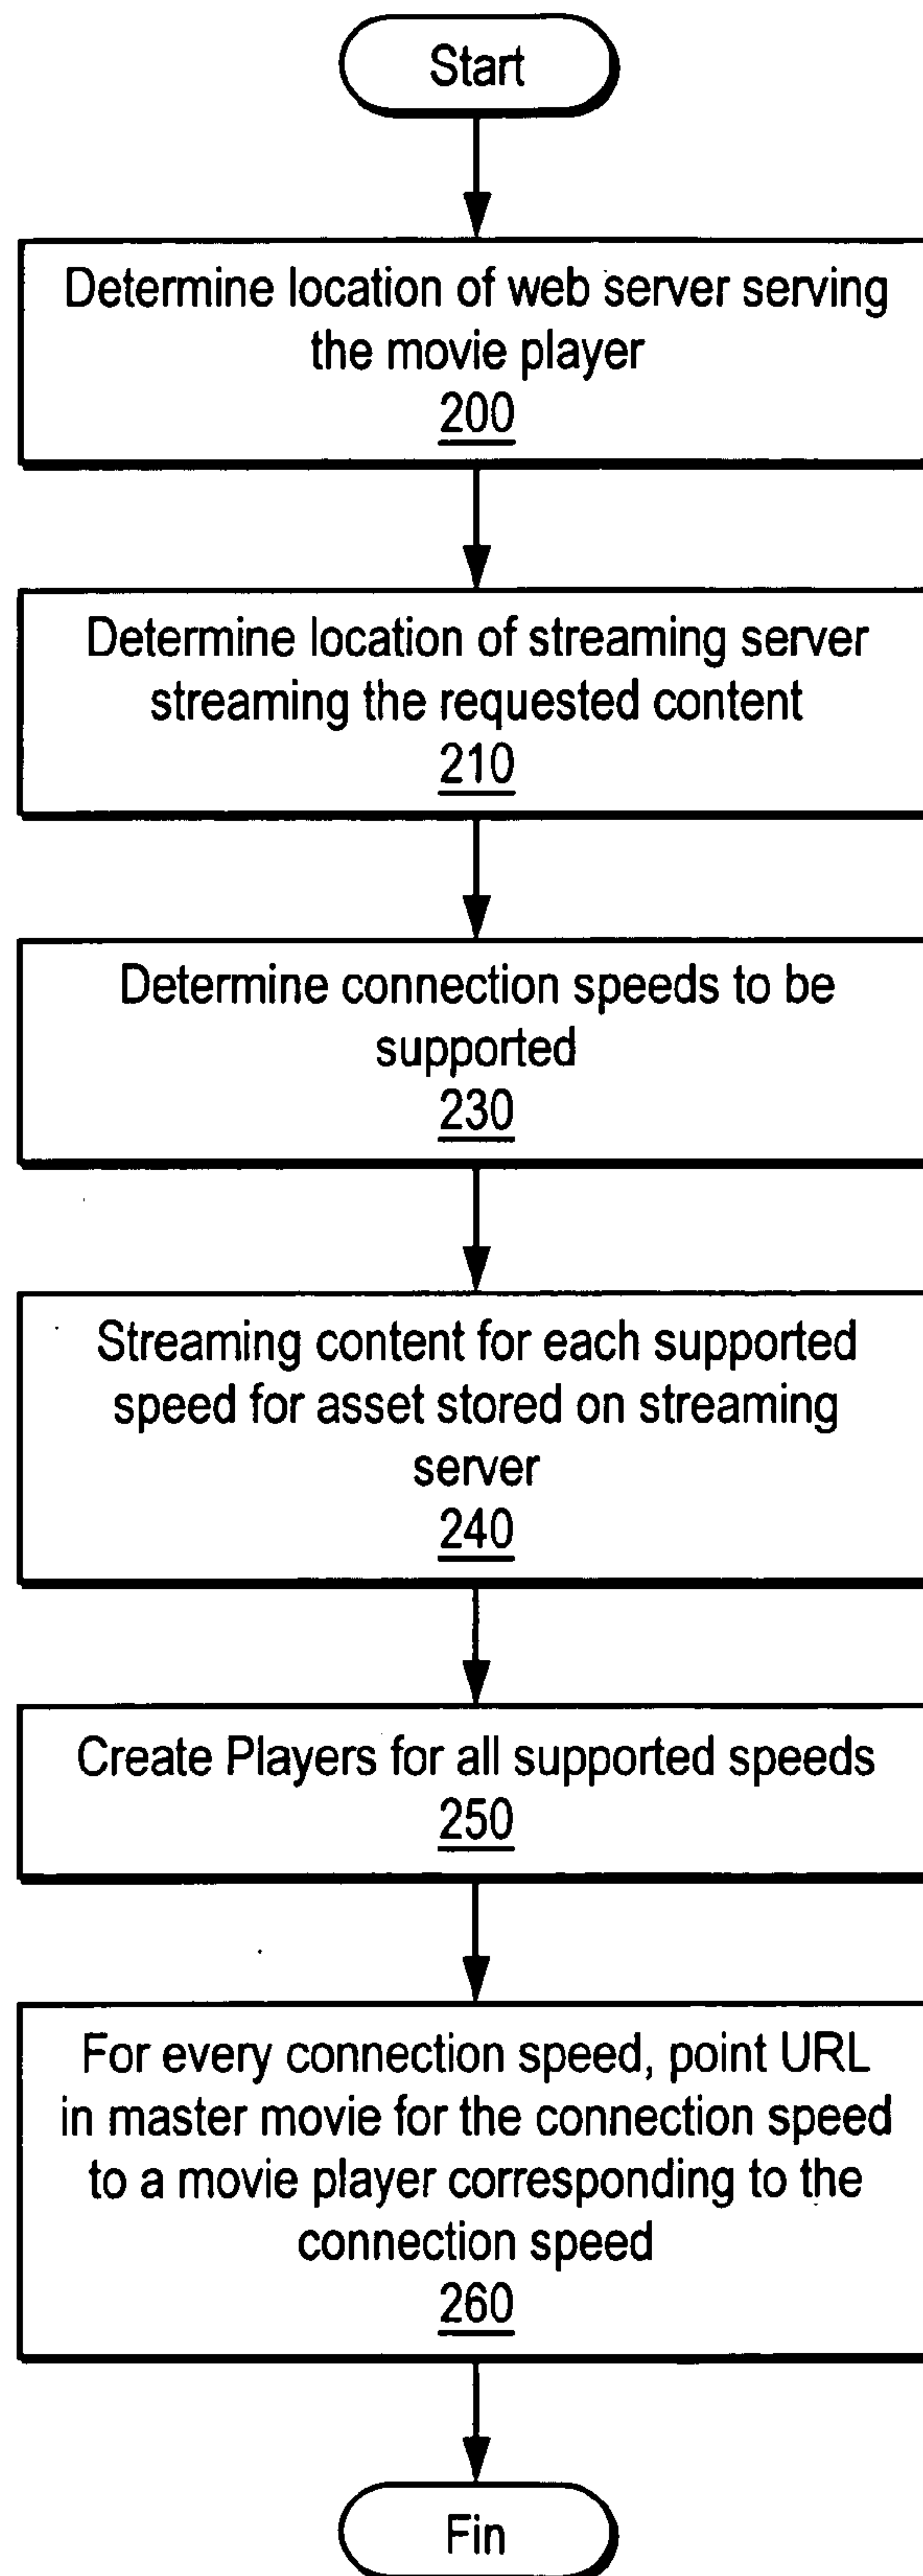 Start
Determine location of web server serving
the movie player
200
Determine location of streaming server
streaming the requested content
210
Determine connection speeds to be
supported
230
Streaming content for each supported
speed for asset stored on streaming
server
240
Create Players for all supported speeds
250
For every connection speed, point URL
in master movie for the connection speed
to a movie player corresponding to the
connection speed
260
Fin